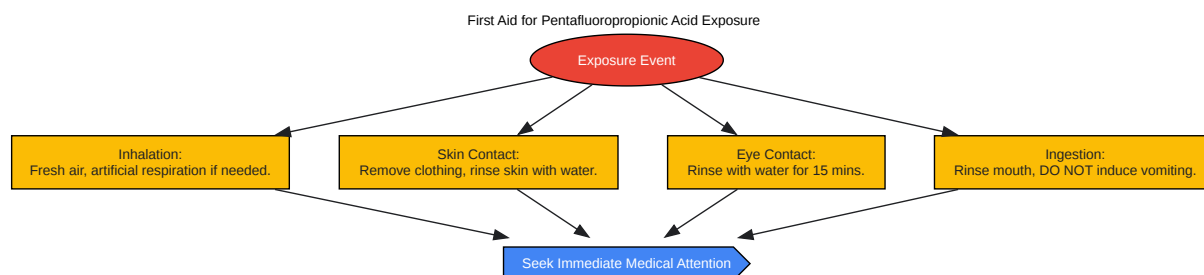 First Aid for Pentafluoropropionic Acid Exposure
Exposure Event
Inhalation:
Fresh air, artificial respiration if needed.
Skin Contact:
Remove clothing, rinse skin with water.
Eye Contact:
Rinse with water for 15 mins.
Ingestion:
Rinse mouth, DO NOT induce vomiting.
Seek Immediate Medical Attention